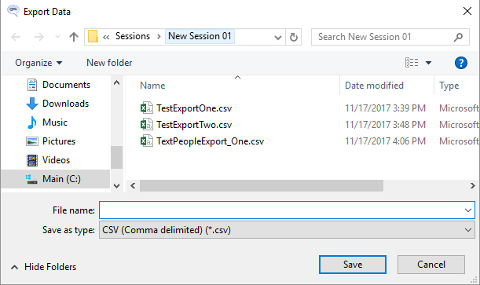 Export Data
« Sessions › New Session 01
Search New Session 01
Organize New folder
Name Date modified Type
Documents
Downloads
Music
Pictures
Videos
Main (C:)
TestExportOne.csv 11/17/2017 3:39 PM Microsoft
TestExportTwo.csv 11/17/2017 3:48 PM Microsoft
TextPeopleExport_One.csv 11/17/2017 4:06 PM Microsoft
File name:
Save as type: CSV (Comma delimited) (*.csv)
Hide Folders
Save Cancel